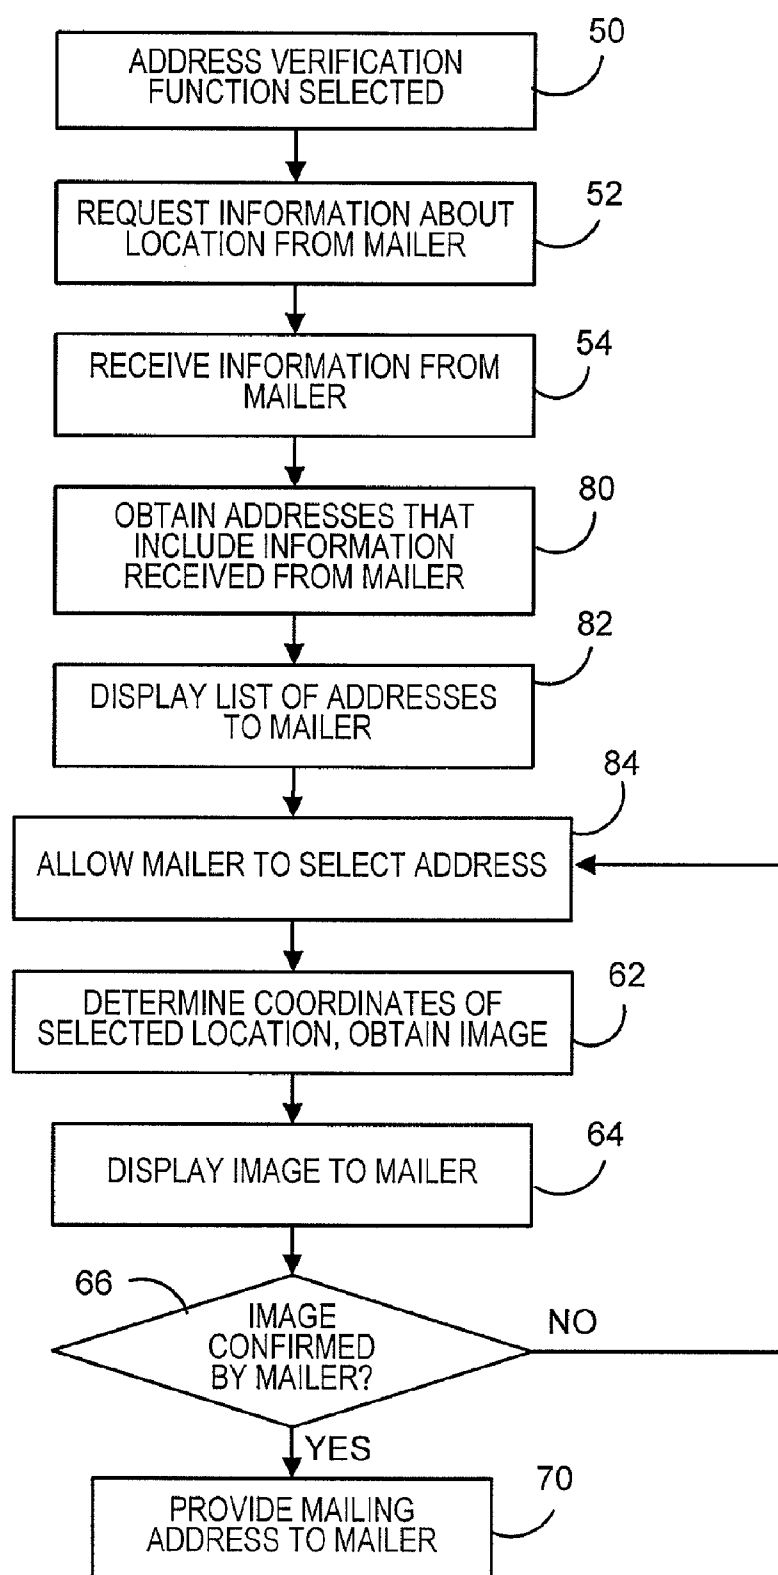 50
ADDRESS VERIFICATION
FUNCTION SELECTED
52
REQUEST INFORMATION ABOUT
LOCATION FROM MAILER
54
RECEIVE INFORMATION FROM
MAILER
80
OBTAIN ADDRESSES THAT
INCLUDE INFORMATION
RECEIVED FROM MAILER
82
DISPLAY LIST OF ADDRESSES
TO MAILER
84
ALLOW MAILER TO SELECT ADDRESS
62
DETERMINE COORDINATES OF
SELECTED LOCATION, OBTAIN IMAGE
64
DISPLAY IMAGE TO MAILER
66
IMAGE
CONFIRMED
BY MAILER?
NO
YES
70
PROVIDE MAILING
ADDRESS TO MAILER